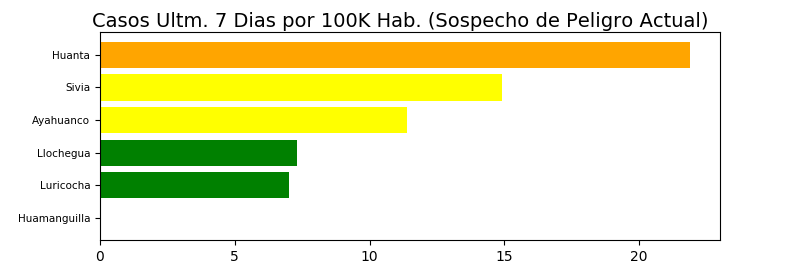 Casos Ultm. 7 Dias por 100K Hab. (Sospecho de Peligro Actual)
Huanta
Sivia
Ayahuanco
Llochegua
Luricocha
Huamanguilla
0 5 10 15 20